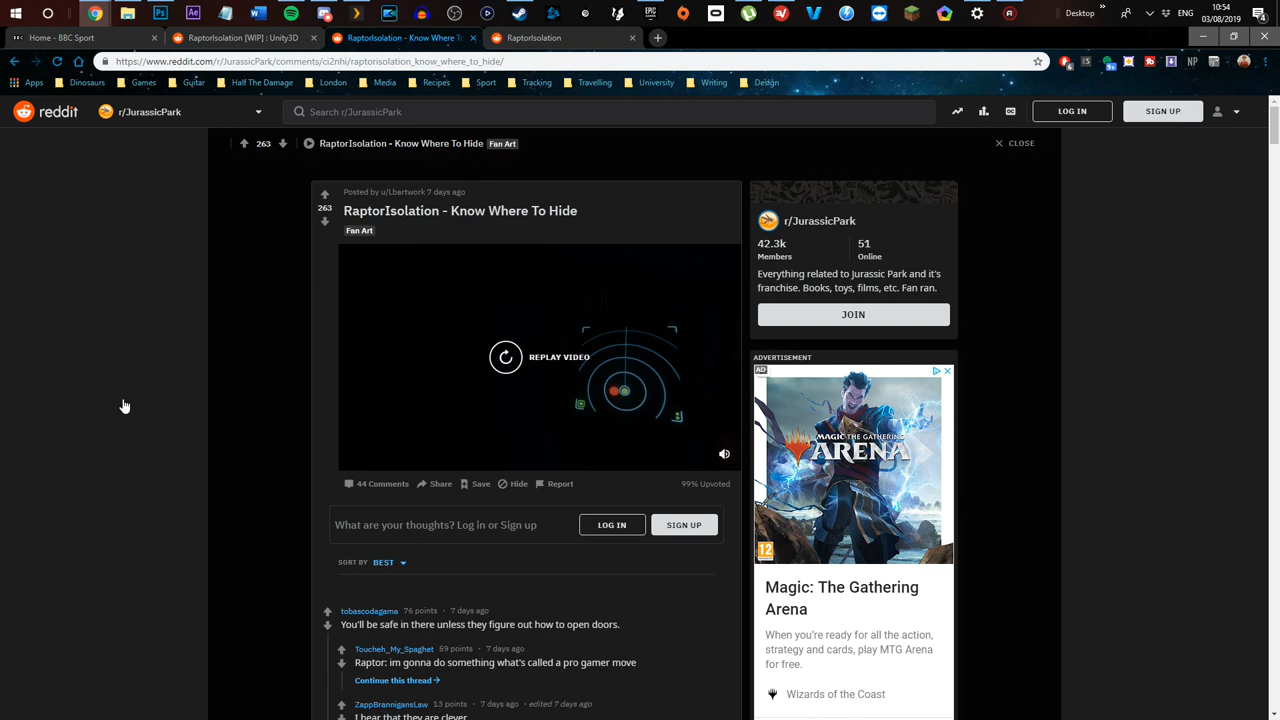 Desktop
ENG
10:54
03/08/2019
4
Home - BBC Sport
RaptorIsolation [WIP] : Unity3D
RaptorIsolation - Know Where To
RaptorIsolation
https://www.reddit.com/r/JurassicPark/comments/ci2nhi/raptorisolation_know_where_to_hide/
Apps
Dinosaurs
Games
Guitar
Half The Damage
London
Media
Recipes
Sport
Tracking
Travelling
University
Writing
Design
reddit
r/JurassicPark
Search r/JurassicPark
LOG IN
SIGN UP
263
RaptorIsolation - Know Where To Hide
Fan Art
CLOSE
Posted by u/Lbartwork 7 days ago
263
RaptorIsolation - Know Where To Hide
Fan Art
REPLAY VIDEO
44 Comments
Share
Save
Hide
Report
99% Upvoted
What are your thoughts? Log in or Sign up
LOG IN
SIGN UP
SORT BY BEST
tobascodagama 76 points · 7 days ago
You'll be safe in there unless they figure out how to open doors.
Toucheh_My_Spaghet 59 points · 7 days ago
Raptor: im gonna do something what's called a pro gamer move
Continue this thread
ZappBrannigansLaw 13 points · 7 days ago · edited 7 days ago
I hear that they are clever
r/JurassicPark
42.3k
Members
51
Online
Everything related to Jurassic Park and it's
franchise. Books, toys, films, etc. Fan ran.
JOIN
ADVERTISEMENT
AD
MAGIC THE GATHERING
ARENA
12
Magic: The Gathering
Arena
When you're ready for all the action,
strategy and cards, play MTG Arena
for free.
Wizards of the Coast